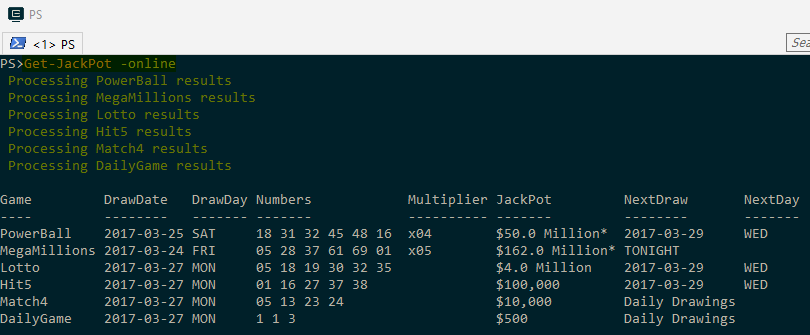 PS
<1> PS
Sea
PS>Get-JackPot -online
Processing PowerBall results
Processing MegaMillions results
Processing Lotto results
Processing Hit5 results
Processing Match4 results
Processing DailyGame results
Game DrawDate DrawDay Numbers Multiplier JackPot NextDraw NextDay
---- -------- ------- ------- ---------- ------- -------- -------
PowerBall 2017-03-25 SAT 18 31 32 45 48 16 x04 $50.0 Million* 2017-03-29 WED
MegaMillions 2017-03-24 FRI 05 28 37 61 69 01 x05 $162.0 Million* TONIGHT
Lotto 2017-03-27 MON 05 18 19 30 32 35 $4.0 Million 2017-03-29 WED
Hit5 2017-03-27 MON 01 16 27 37 38 $100,000 2017-03-29 WED
Match4 2017-03-27 MON 05 13 23 24 $10,000 Daily Drawings
DailyGame 2017-03-27 MON 1 1 3 $500 Daily Drawings